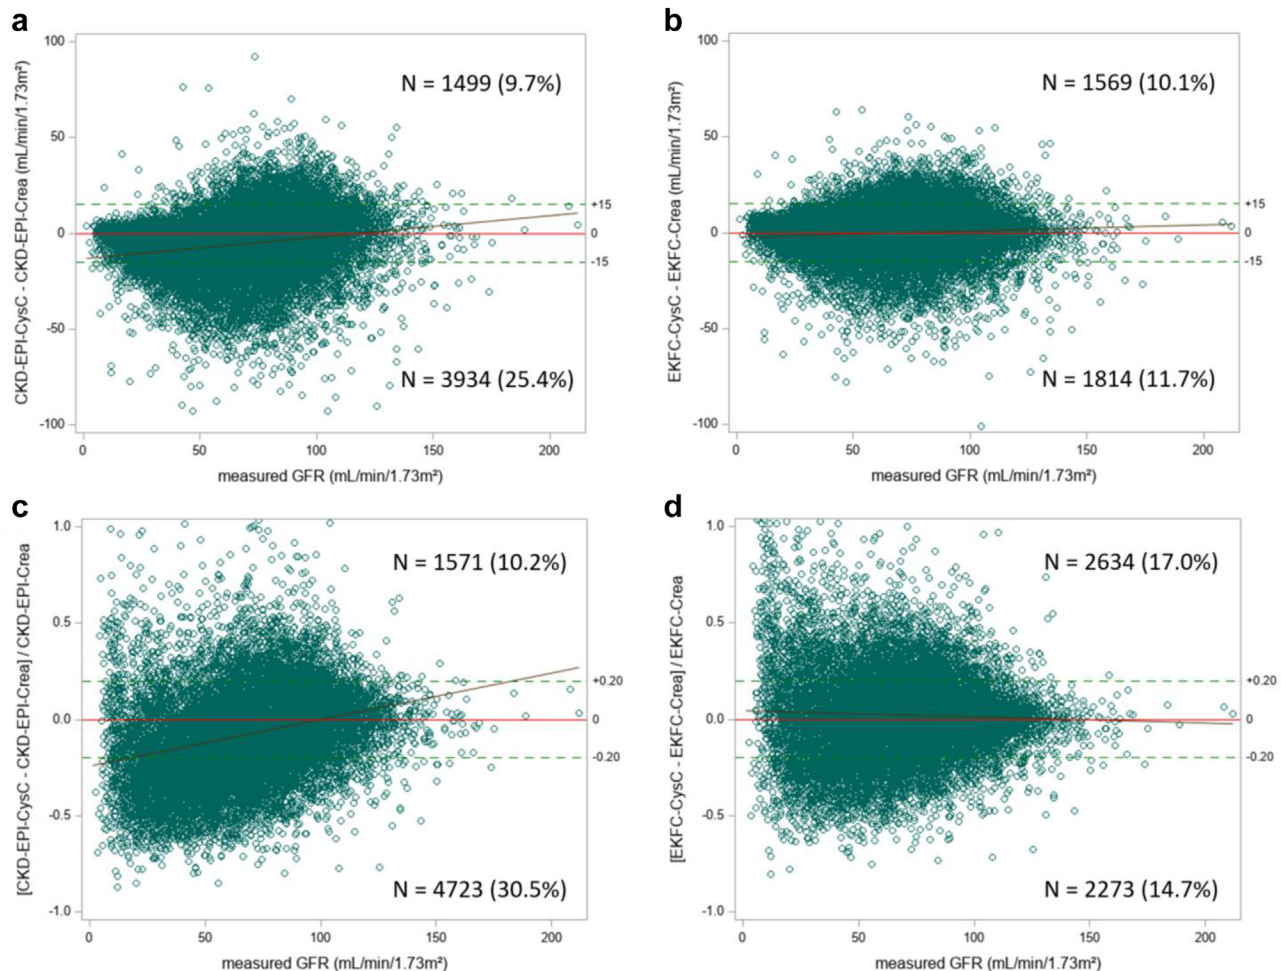 a
CKD-EPI-CysC - CKD-EPI-Crea (mL/min/1.73m²)
100
50
0
-50
-100
N = 1499 (9.7%)
+15
0
-15
N = 3934 (25.4%)
0 50 100 150 200
measured GFR (mL/min/1.73m²)
b
EKFC-CysC - EKFC-Crea (mL/min/1.73m²)
100
50
0
-50
-100
N = 1569 (10.1%)
+15
0
-15
N = 1814 (11.7%)
0 50 100 150 200
measured GFR (mL/min/1.73m²)
c
[CKD-EPI-CysC - CKD-EPI-Crea] / CKD-EPI-Crea
1.0
0.5
0.0
-0.5
-1.0
N = 1571 (10.2%)
+0.20
0
-0.20
N = 4723 (30.5%)
0 50 100 150 200
measured GFR (mL/min/1.73m²)
d
[EKFC-CysC - EKFC-Crea] / EKFC-Crea
1.0
0.5
0.0
-0.5
-1.0
N = 2634 (17.0%)
+0.20
0
-0.20
N = 2273 (14.7%)
0 50 100 150 200
measured GFR (mL/min/1.73m²)